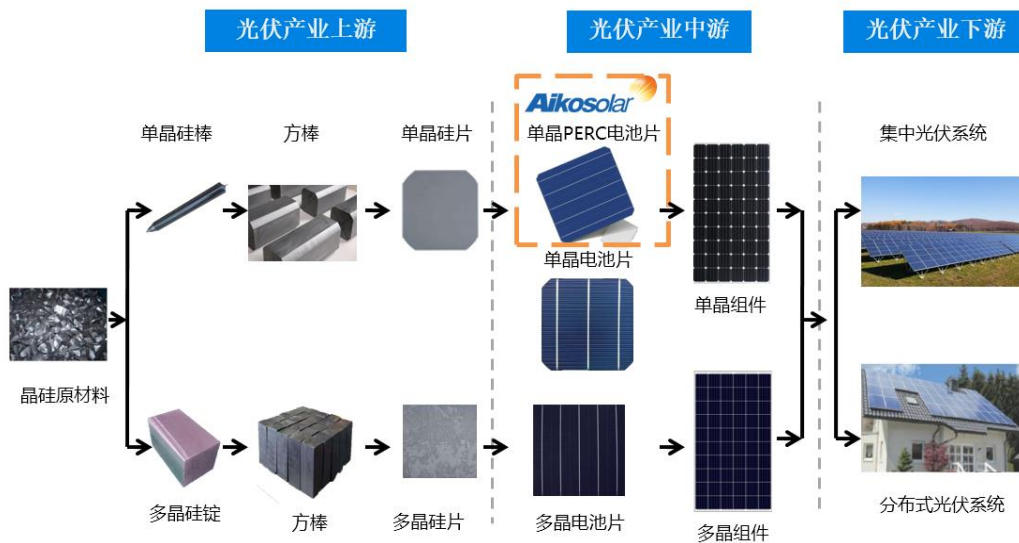 光伏产业上游
光伏产业中游
光伏产业下游
Aikosolar
单晶硅棒
方棒
单晶硅片
单晶PERC电池片
集中光伏系统
单晶电池片
单晶组件
晶硅原材料
多晶硅锭
方棒
多晶硅片
多晶电池片
多晶组件
分布式光伏系统